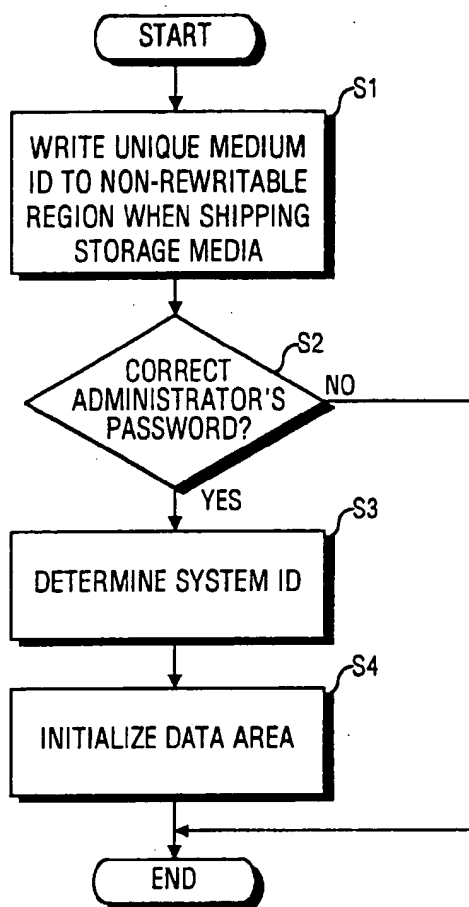 START
S1
WRITE UNIQUE MEDIUM
ID TO NON-REWRITABLE
REGION WHEN SHIPPING
STORAGE MEDIA
S2
CORRECT
ADMINISTRATOR'S
PASSWORD?
NO
YES
S3
DETERMINE SYSTEM ID
S4
INITIALIZE DATA AREA
END